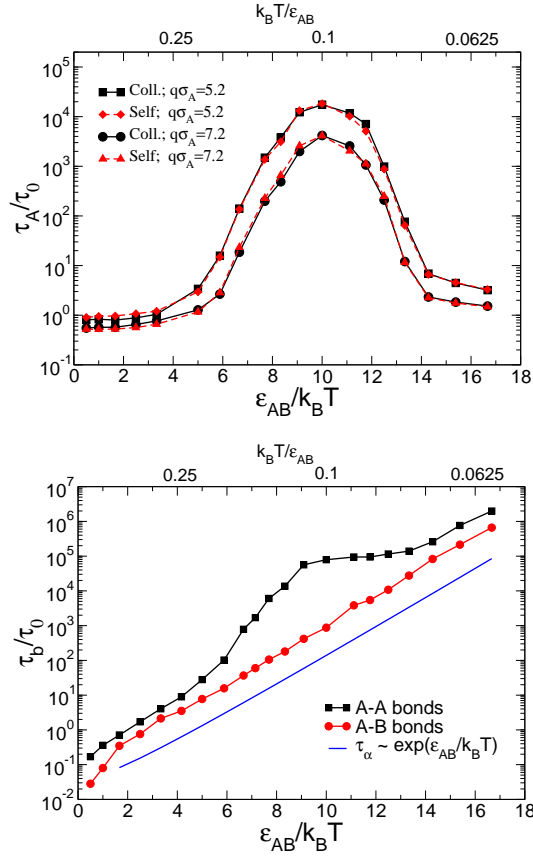 k_BT/ε_AB
0.25 0.1 0.0625
10^5
10^4
10^3
10^2
10^1
10^0
10^-1
τ_A/τ_0
Coll.; qσ_A=5.2
Self; qσ_A=5.2
Coll.; qσ_A=7.2
Self; qσ_A=7.2
0 2 4 6 8 10 12 14 16 18
ε_AB/k_BT
k_BT/ε_AB
0.25 0.1 0.0625
10^7
10^6
10^5
10^4
10^3
10^2
10^1
10^0
10^-1
10^-2
τ_b/τ_0
A-A bonds
A-B bonds
τ_α ~ exp(ε_AB/k_BT)
0 2 4 6 8 10 12 14 16 18
ε_AB/k_BT